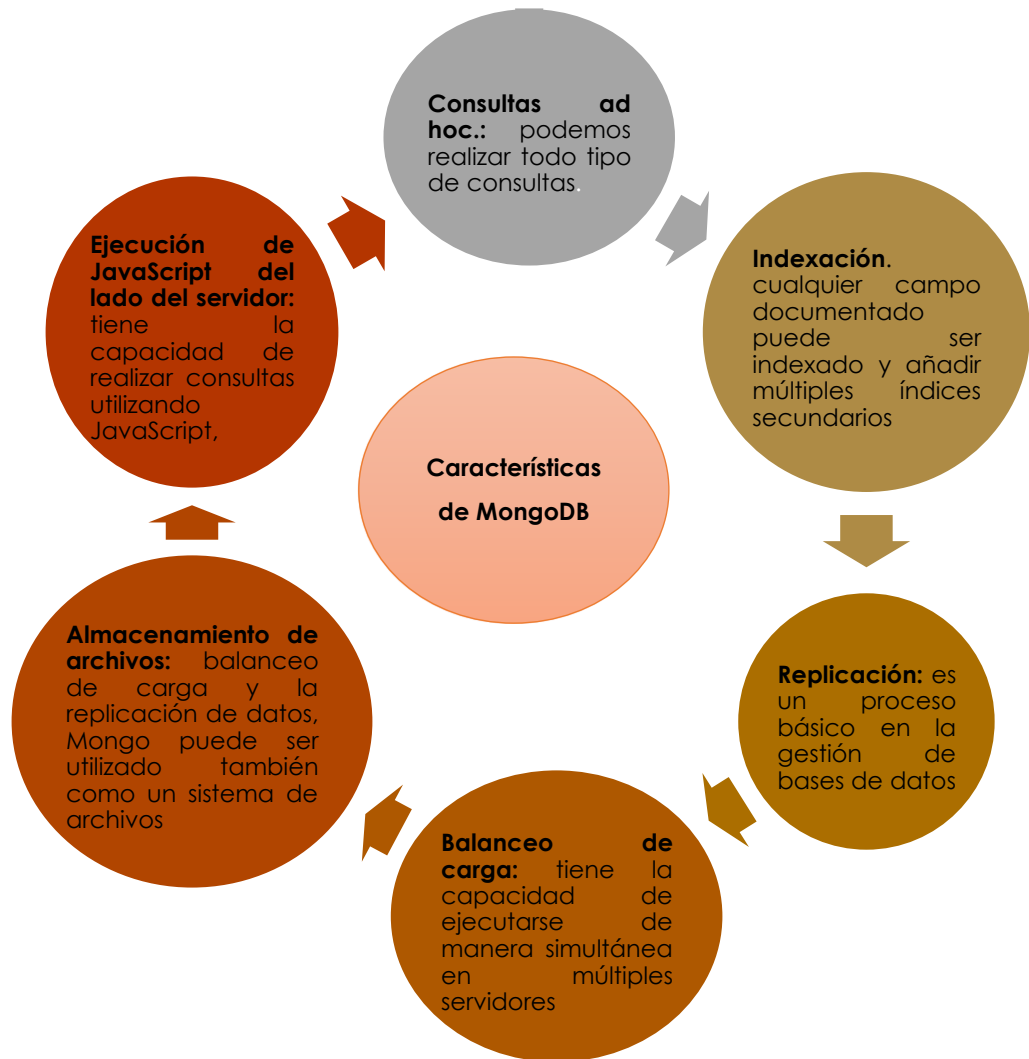 Consultas ad
hoc.: podemos
realizar todo tipo
de consultas.
Indexación.
cualquier campo
documentado
puede ser
indexado y añadir
múltiples índices
secundarios
Replicación: es
un proceso
básico en la
gestión de
bases de datos
Balanceo de
carga: tiene la
capacidad de
ejecutarse de
manera simultánea
en múltiples
servidores
Almacenamiento de
archivos: balanceo
de carga y la
replicación de datos,
Mongo puede ser
utilizado también
como un sistema de
archivos
Ejecución de
JavaScript del
lado del servidor:
tiene la
capacidad de
realizar consultas
utilizando
JavaScript,
Características
de MongoDB